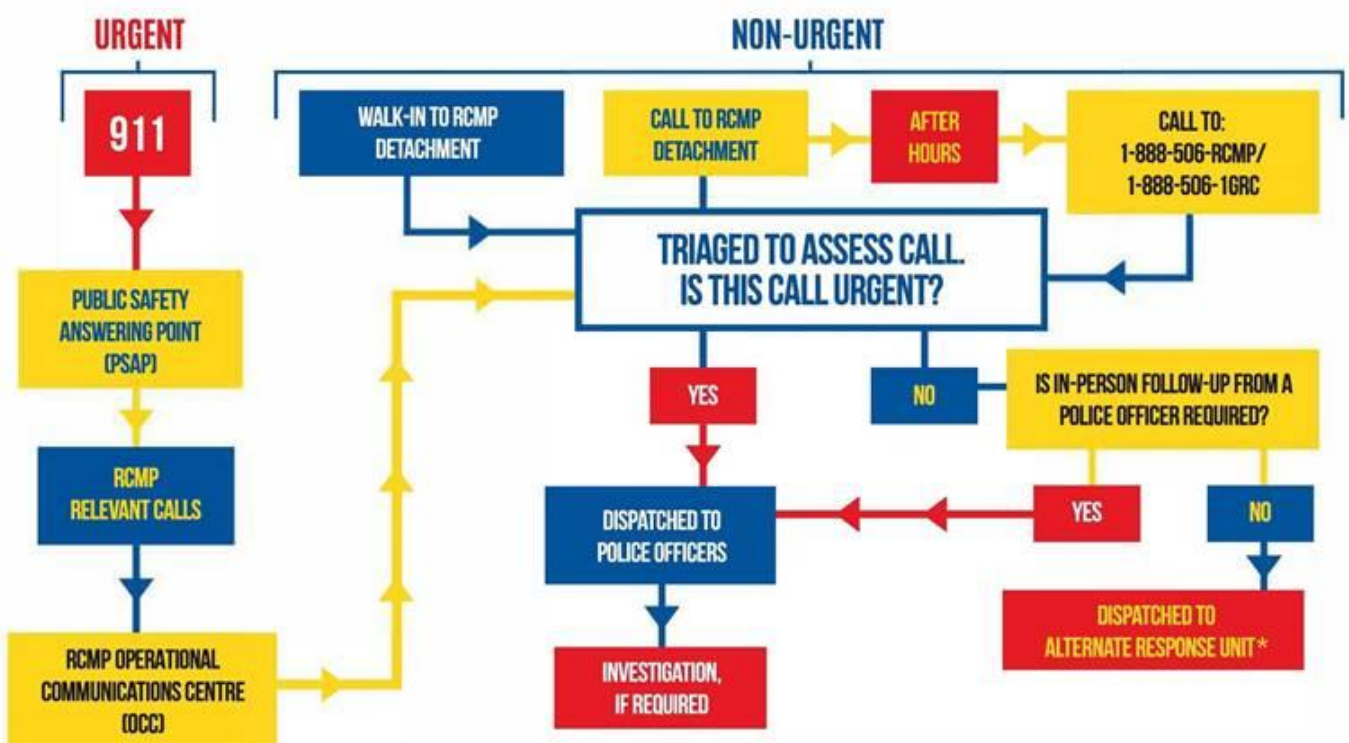 URGENT
NON-URGENT
911
WALK-IN TO RCMP
DETACHMENT
CALL TO RCMP
DETACHMENT
AFTER
HOURS
CALL TO:
1-888-506-RCMP/
1-888-506-1GRC
TRIAGED TO ASSESS CALL.
IS THIS CALL URGENT?
PUBLIC SAFETY
ANSWERING POINT
(PSAP)
YES
NO
IS IN-PERSON FOLLOW-UP FROM A
POLICE OFFICER REQUIRED?
RCMP
RELEVANT CALLS
DISPATCHED TO
POLICE OFFICERS
YES
NO
RCMP OPERATIONAL
COMMUNICATIONS CENTRE
(OCC)
INVESTIGATION,
IF REQUIRED
DISPATCHED TO
ALTERNATE RESPONSE UNIT*